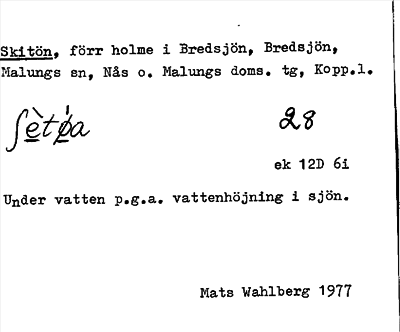 Skitön, förr holme i Bredsjön, Bredsjön,
Malungs sn, Nås o. Malungs doms. tg, Kopp.l.
ʃètø̀a 28
ek 12D 6i
Under vatten p.g.a. vattenhöjning i sjön.
Mats Wahlberg 1977